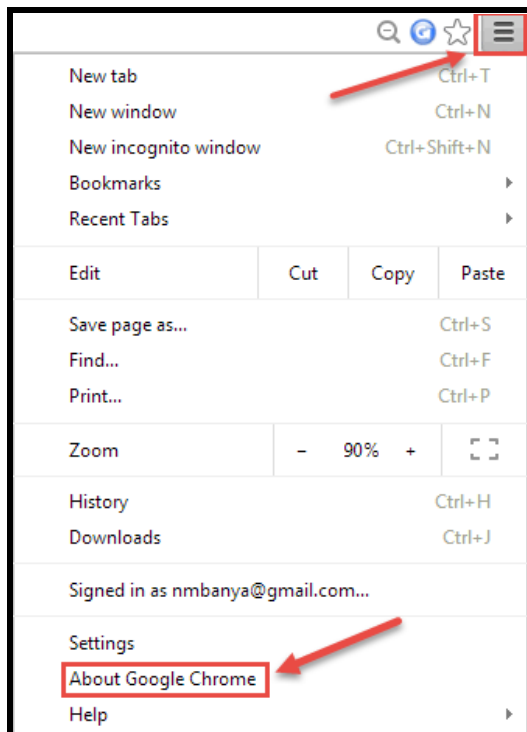 New tab Ctrl+T
New window Ctrl+N
New incognito window Ctrl+Shift+N
Bookmarks
Recent Tabs
Edit Cut Copy Paste
Save page as... Ctrl+S
Find... Ctrl+F
Print... Ctrl+P
Zoom - 90% +
History Ctrl+H
Downloads Ctrl+J
Signed in as nmbanya@gmail.com...
Settings
About Google Chrome
Help